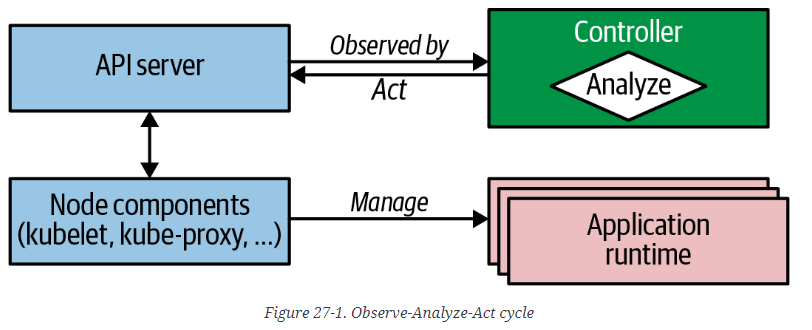 API server
Observed by
Act
Controller
Analyze
Node components
(kubelet, kube-proxy, ...)
Manage
Application
runtime
Figure 27-1. Observe-Analyze-Act cycle